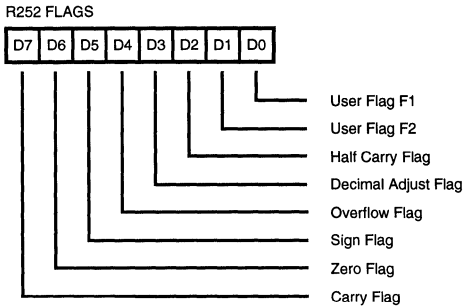 R252 FLAGS
D7 D6 D5 D4 D3 D2 D1 D0
User Flag F1
User Flag F2
Half Carry Flag
Decimal Adjust Flag
Overflow Flag
Sign Flag
Zero Flag
Carry Flag